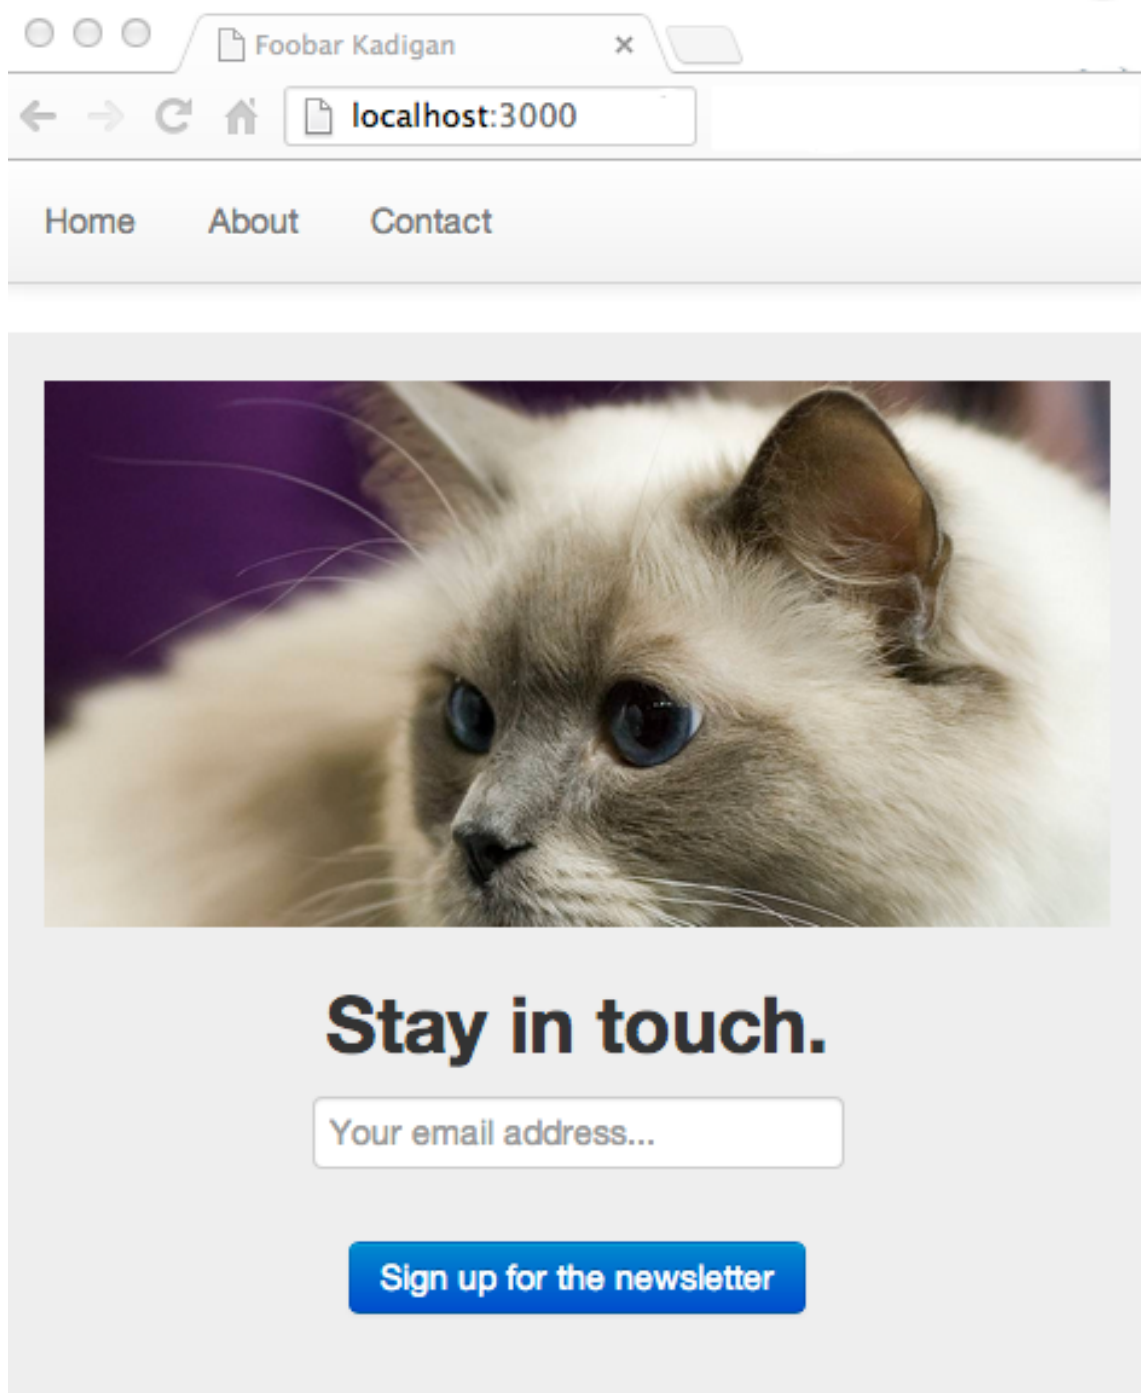 Foobar Kadigan
localhost:3000
Home About Contact
Stay in touch.
Your email address...
Sign up for the newsletter